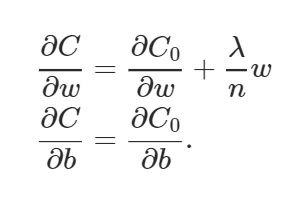 ∂C/∂w = ∂C₀/∂w + λ/n w
∂C/∂b = ∂C₀/∂b.